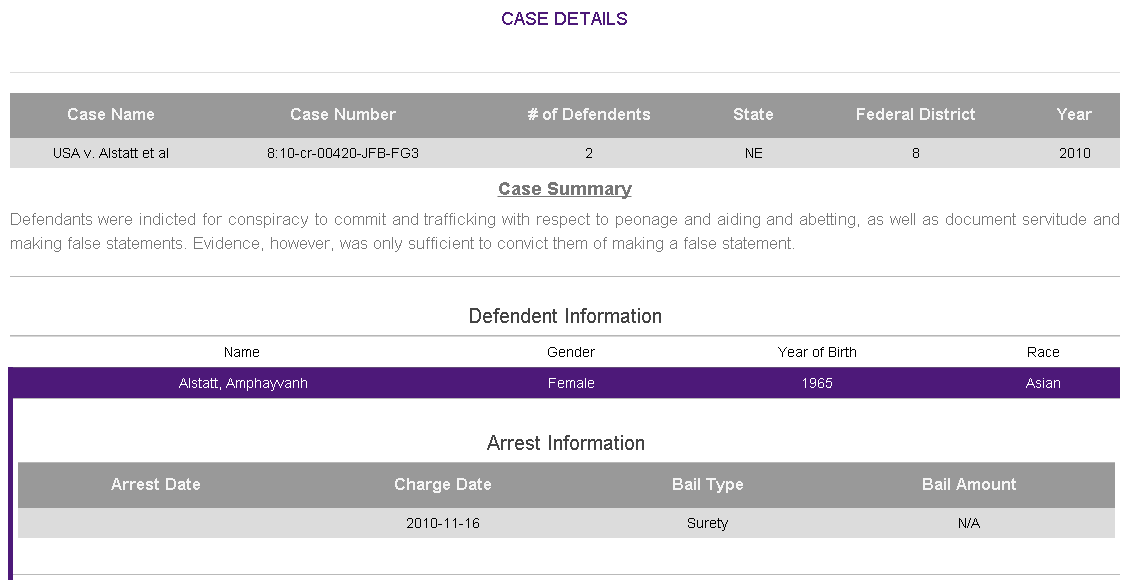 CASE DETAILS
Case Name Case Number # of Defendents State Federal District Year
USA v. Alstatt et al 8:10-cr-00420-JFB-FG3 2 NE 8 2010
Case Summary
Defendants were indicted for conspiracy to commit and trafficking with respect to peonage and aiding and abetting, as well as document servitude and
making false statements. Evidence, however, was only sufficient to convict them of making a false statement.
Defendent Information
Name Gender Year of Birth Race
Alstatt, Amphayvanh Female 1965 Asian
Arrest Information
Arrest Date Charge Date Bail Type Bail Amount
2010-11-16 Surety N/A